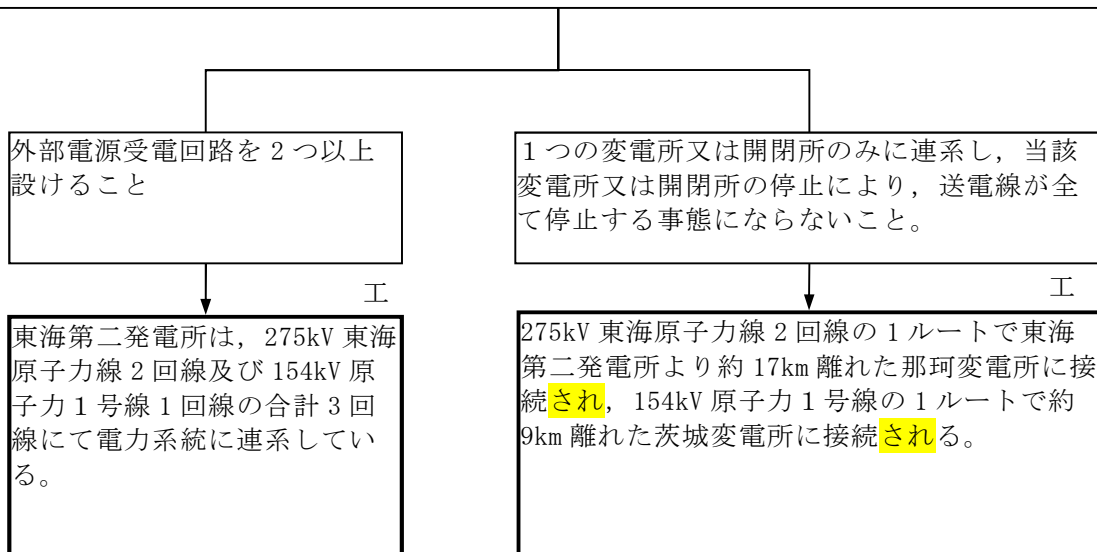 外部電源受電回路を２つ以上
設けること
工
東海第二発電所は，275kV 東海
原子力線２回線及び 154kV 原
子力１号線１回線の合計３回
線にて電力系統に連系してい
る。
１つの変電所又は開閉所のみに連系し，当該
変電所又は開閉所の停止により，送電線が全
て停止する事態にならないこと。
工
275kV 東海原子力線２回線の１ルートで東海
第二発電所より約 17km 離れた那珂変電所に接
続され，154kV 原子力１号線の１ルートで約
9km 離れた茨城変電所に接続される。